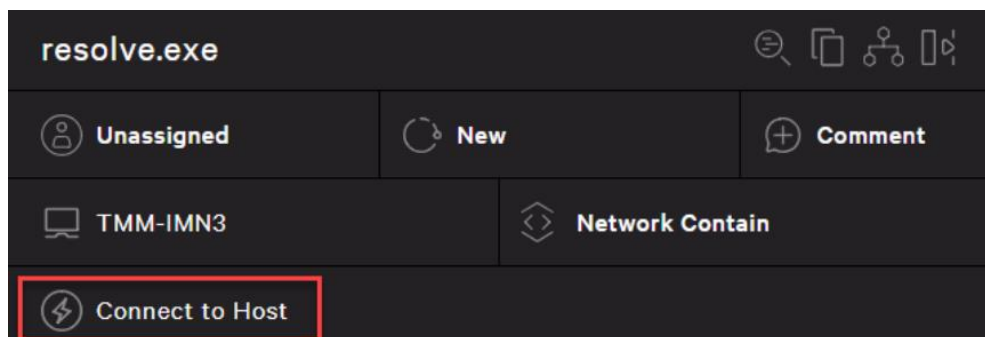 resolve.exe
Unassigned New Comment
TMM-IMN3 Network Contain
Connect to Host